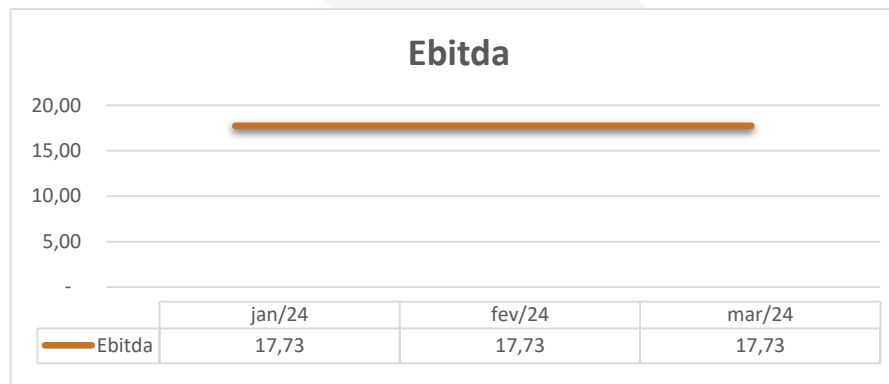 Ebitda
20,00
15,00
10,00
5,00
-
jan/24 fev/24 mar/24
Ebitda 17,73 17,73 17,73